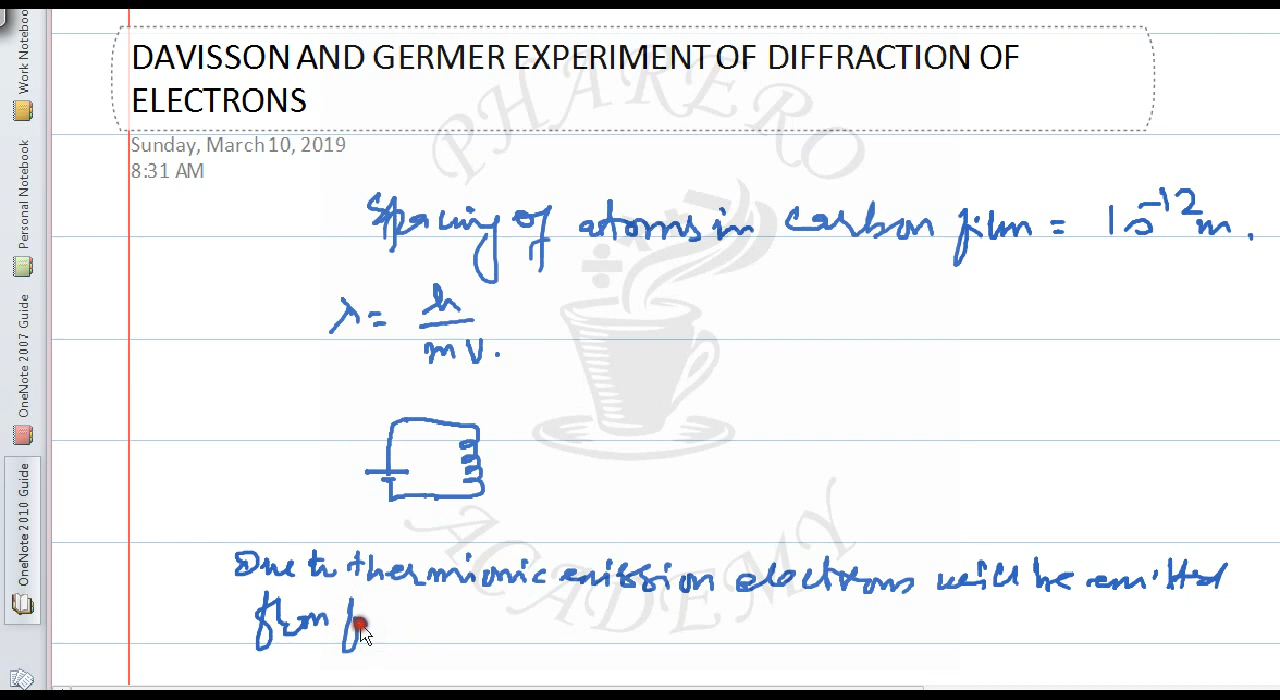 DAVISSON AND GERMER EXPERIMENT OF DIFFRACTION OF
ELECTRONS
Sunday, March 10, 2019
8:31 AM
Spacing of atoms in carbon film = 10⁻¹² m.
λ = h / mv.
Due to thermionic emission electrons will be emitted
from f
PHARERO
ACADEMY
Work Notebook
Personal Notebook
OneNote 2007 Guide
OneNote 2010 Guide